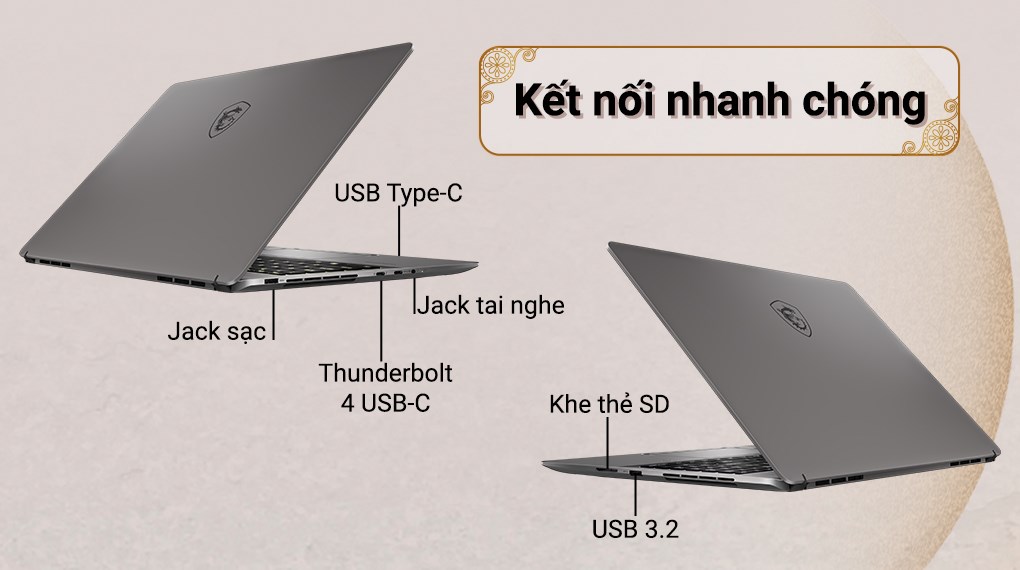 Kết nối nhanh chóng
USB Type-C
Jack tai nghe
Jack sạc
Thunderbolt
4 USB-C
Khe thẻ SD
USB 3.2